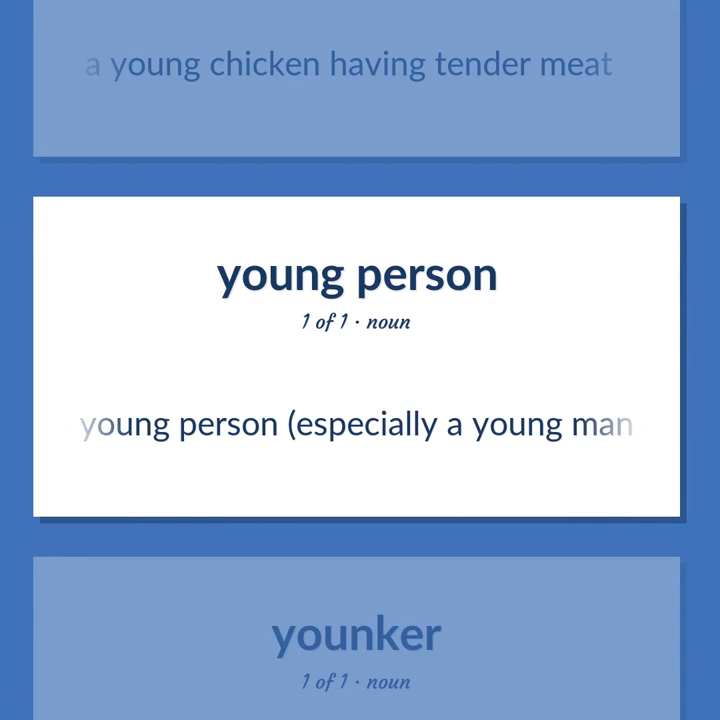 a young chicken having tender meat
young person
1 of 1 · noun
young person (especially a young man
younker
1 of 1 · noun